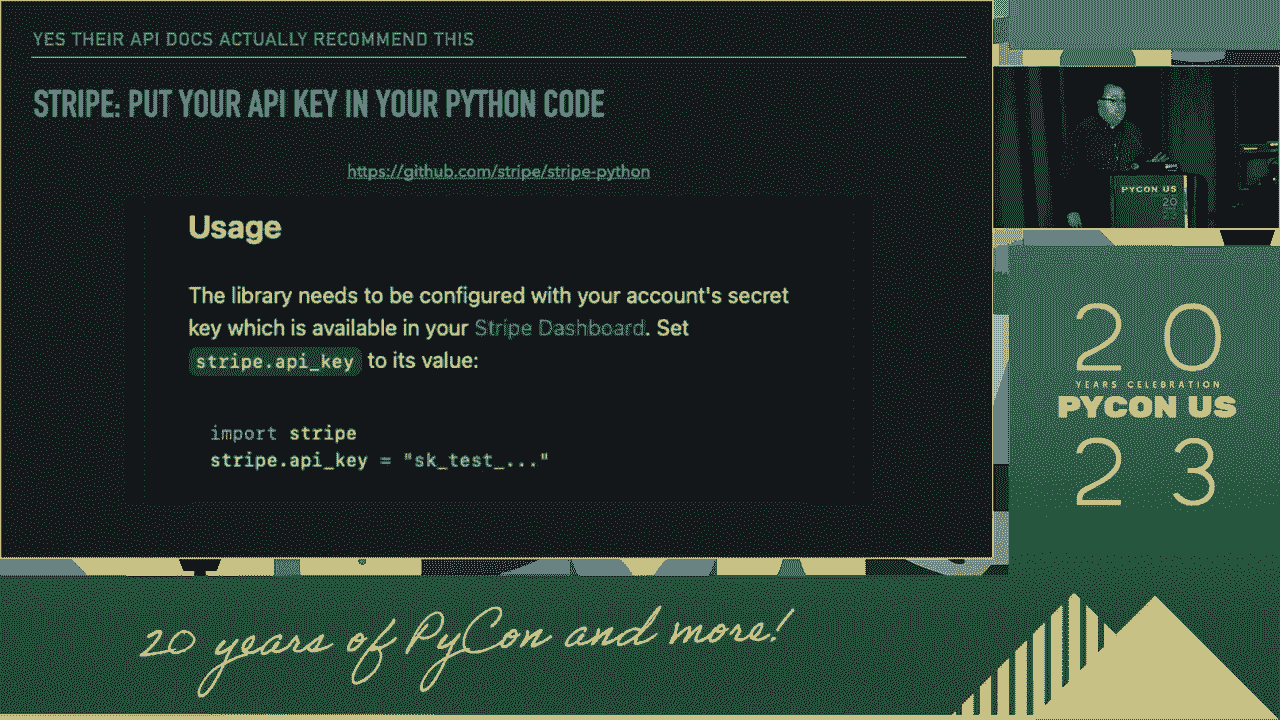 YES THEIR API DOCS ACTUALLY RECOMMEND THIS
STRIPE: PUT YOUR API KEY IN YOUR PYTHON CODE
https://github.com/stripe/stripe-python
Usage
The library needs to be configured with your account's secret
key which is available in your Stripe Dashboard. Set
stripe.api_key to its value:
import stripe
stripe.api_key = "sk_test_..."
PYCON US
20
20
YEARS CELEBRATION
PYCON US
23
20 years of PyCon and more!